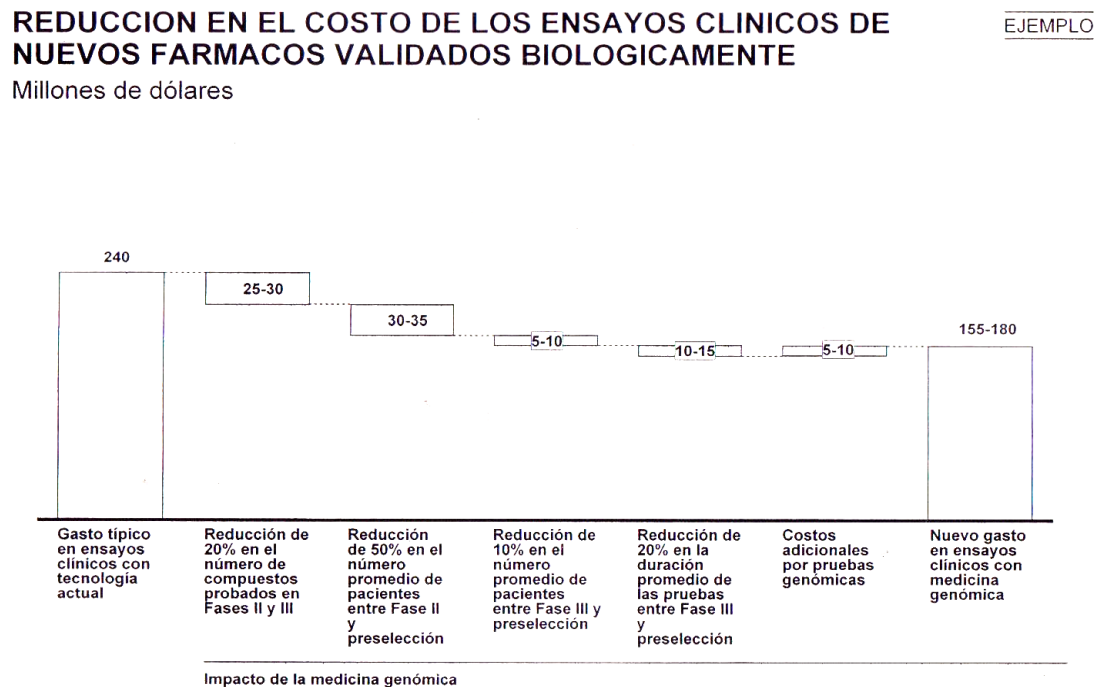 REDUCCION EN EL COSTO DE LOS ENSAYOS CLINICOS DE
NUEVOS FARMACOS VALIDADOS BIOLOGICAMENTE
EJEMPLO
Millones de dólares
240
25-30
30-35
5-10
10-15
5-10
155-180
Gasto típico
en ensayos
clínicos con
tecnología
actual
Reducción de
20% en el
número de
compuestos
probados en
Fases II y III
Reducción
de 50% en el
número
promedio de
pacientes
entre Fase II
y
preselección
Reducción de
10% en el
número
promedio de
pacientes
entre Fase III y
preselección
Reducción de
20% en la
duración
promedio de
las pruebas
entre Fase III
y
preselección
Costos
adicionales
por pruebas
genómicas
Nuevo gasto
en ensayos
clínicos con
medicina
genómica
Impacto de la medicina genómica